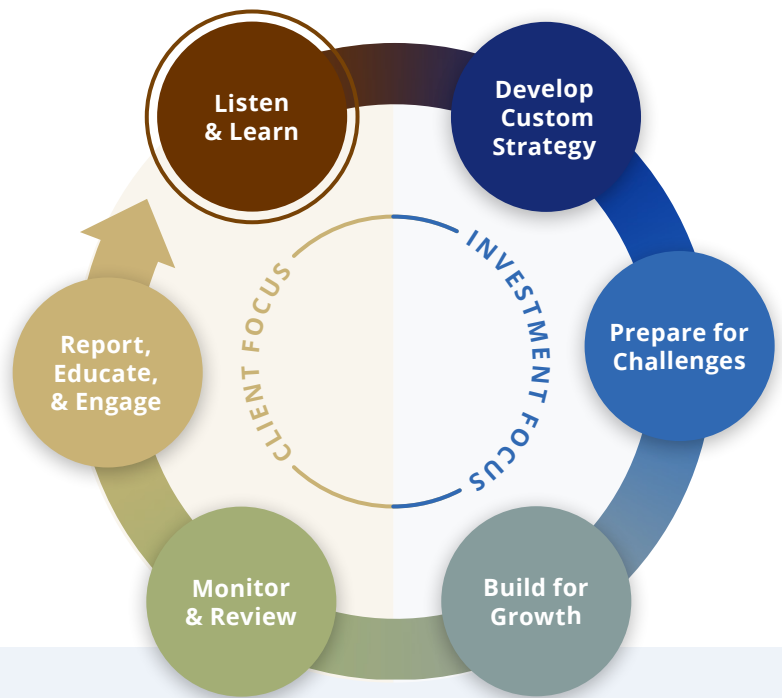 Listen
& Learn
Develop
Custom
Strategy
Prepare for
Challenges
Build for
Growth
Monitor
& Review
Report,
Educate,
& Engage
CLIENT FOCUS
INVESTMENT FOCUS